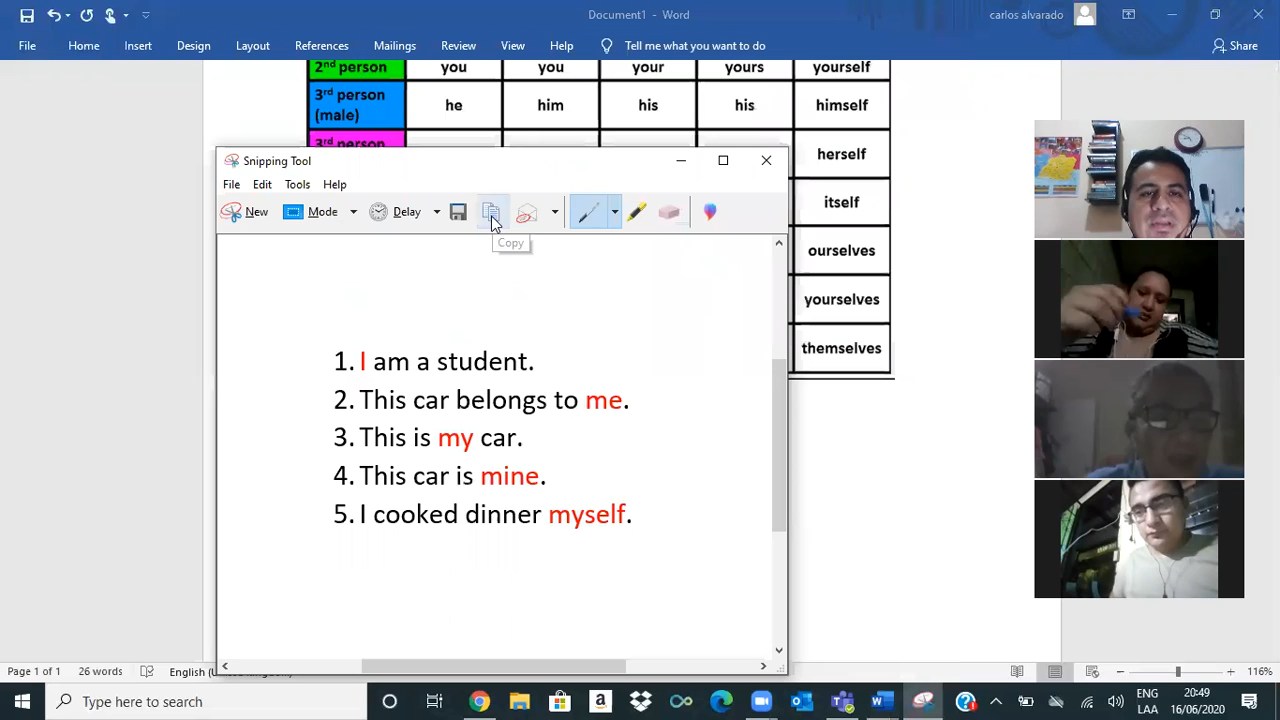 Document1 - Word
carlos alvarado
File Home Insert Design Layout References Mailings Review View Help Tell me what you want to do Share
2nd person you you your yours yourself
3rd person (male) he him his his himself
3rd person herself
itself
ourselves
yourselves
themselves
Snipping Tool
File Edit Tools Help
New Mode Delay
Copy
1. I am a student.
2. This car belongs to me.
3. This is my car.
4. This car is mine.
5. I cooked dinner myself.
Page 1 of 1 26 words English ( 116%
Type here to search
ENG 20:49
LAA 16/06/2020